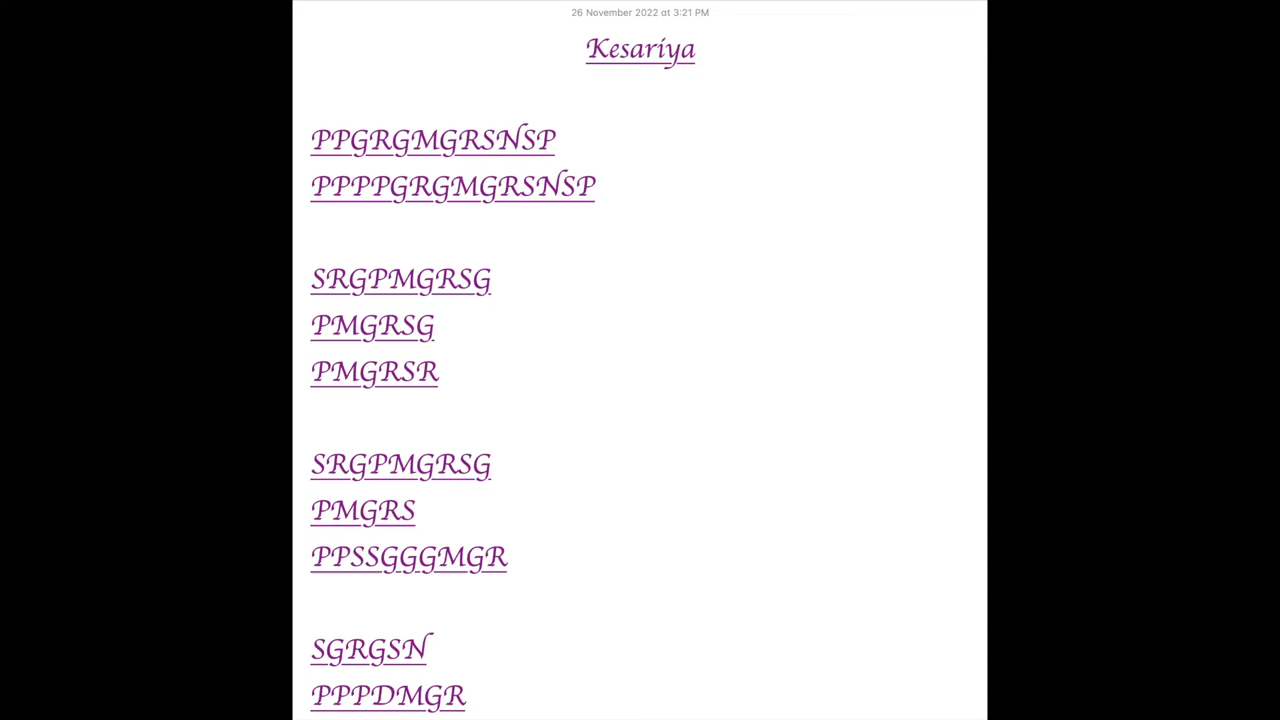 26 November 2022 at 3:21 PM
Kesariya
PPGRGMGRSNSP
PPPPGRGMGRSNSP
SRGPMGRSG
PMGRSG
PMGRSR
SRGPMGRSG
PMGRS
PPSSGGGMGR
SGRGSN
PPPDMGR